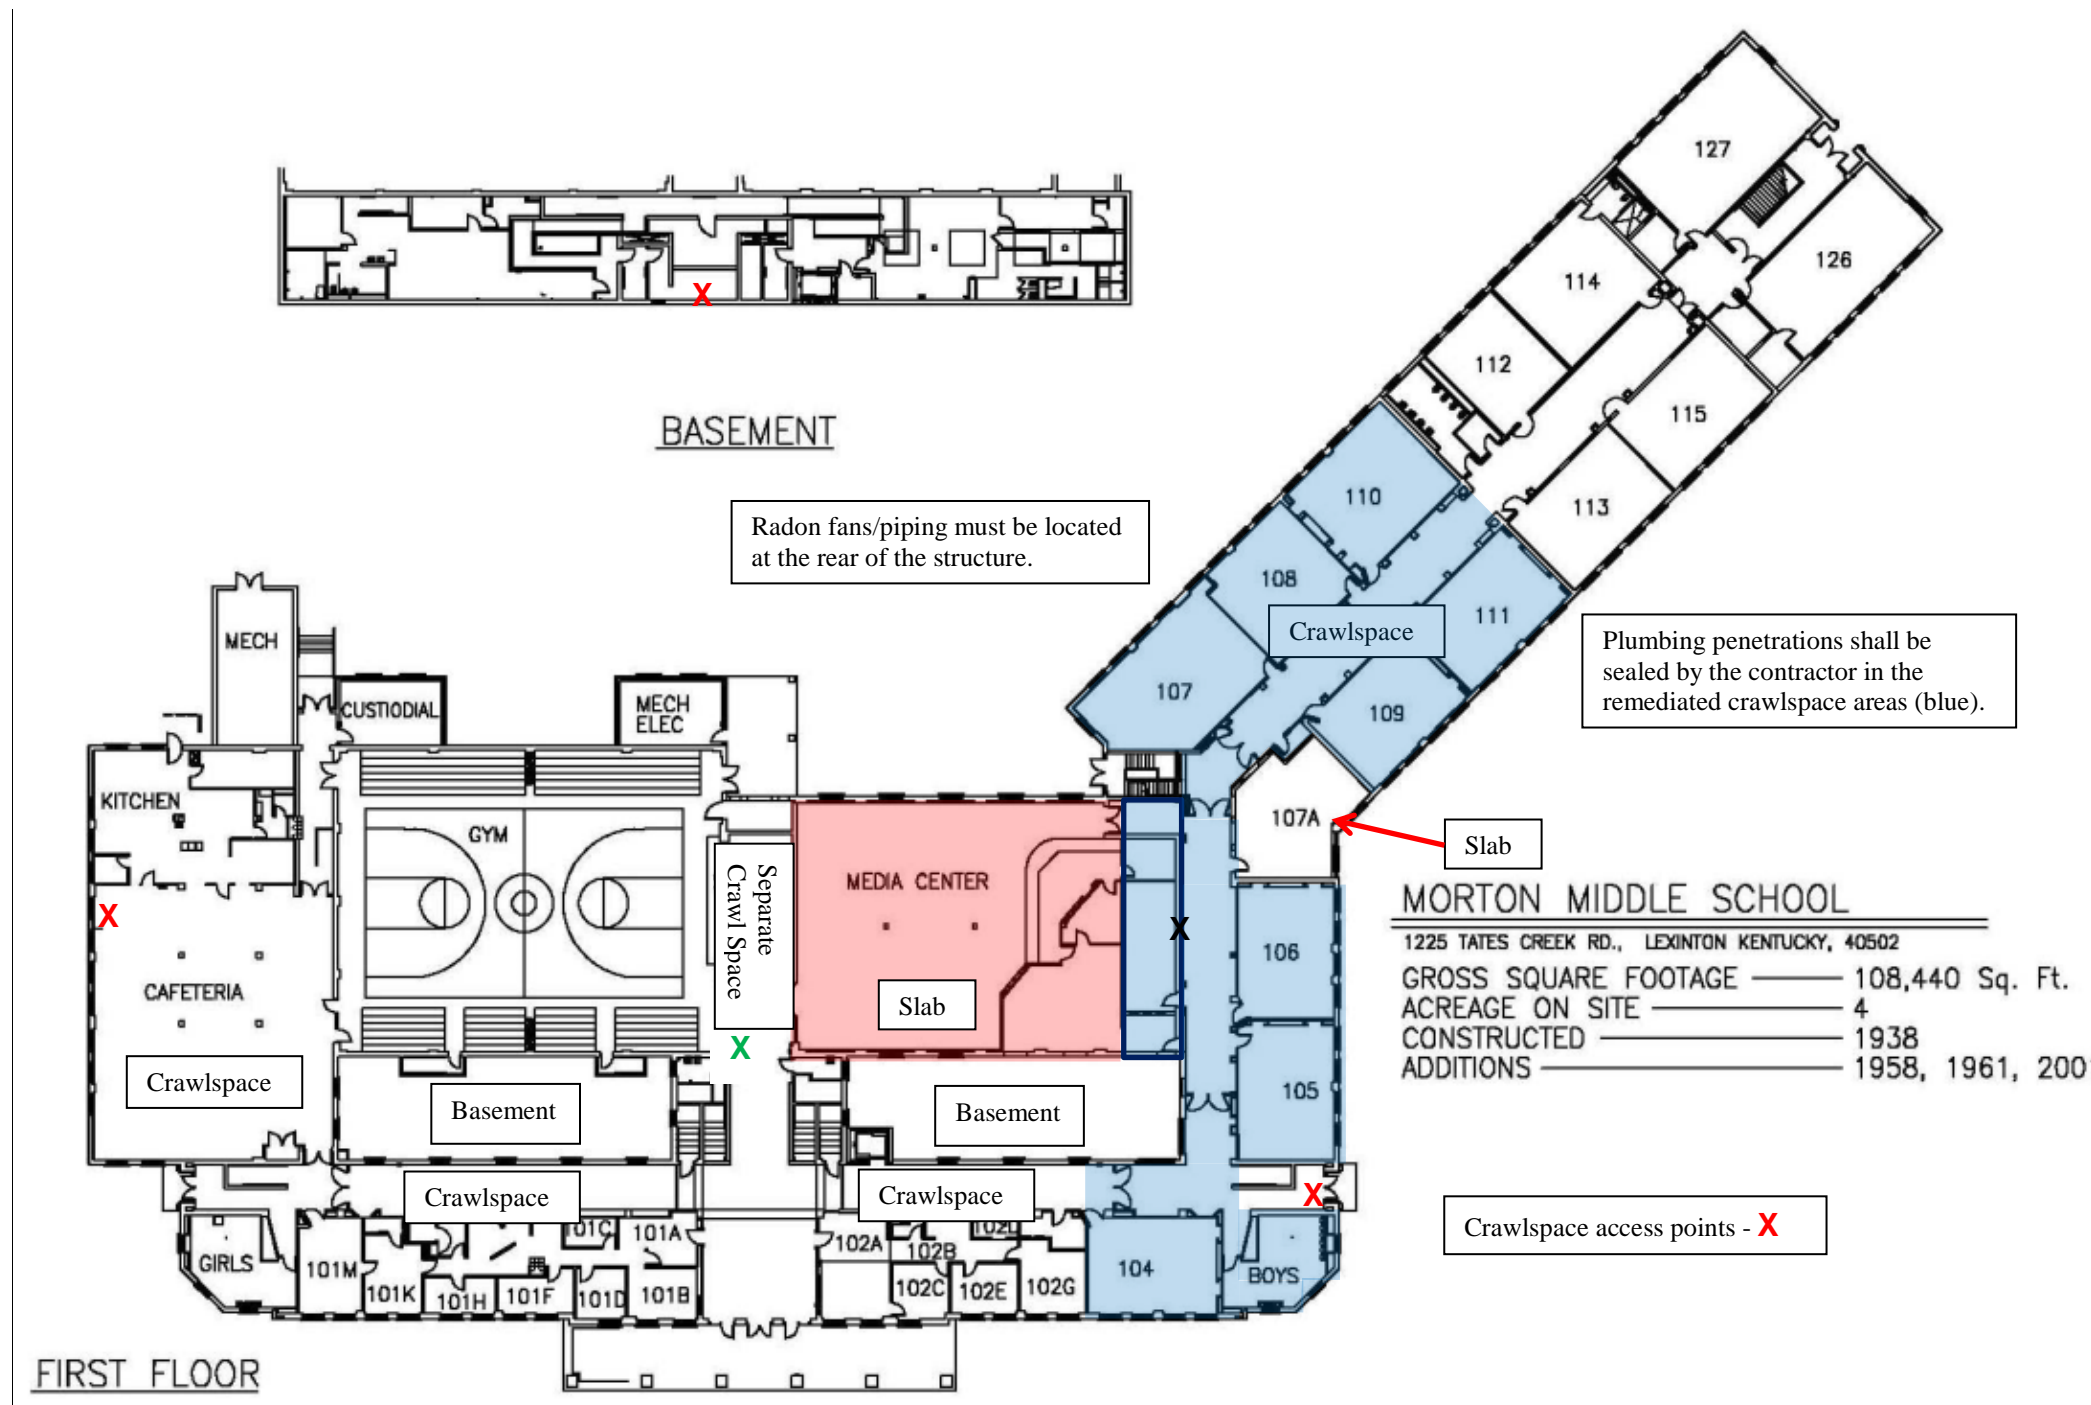 127
126
114
112
115
113
BASEMENT
X
110
Radon fans/piping must be located
at the rear of the structure.
108
111
Crawlspace
Plumbing penetrations shall be
sealed by the contractor in the
remediated crawlspace areas (blue).
107
109
MECH
CUSTIODIAL
MECH
ELEC
KITCHEN
GYM
107A
Slab
Separate
Crawl Space
MEDIA CENTER
Slab
X
X
X
106
CAFETERIA
MORTON MIDDLE SCHOOL
1225 TATES CREEK RD., LEXINTON KENTUCKY, 40502
GROSS SQUARE FOOTAGE 108,440 Sq. Ft.
ACREAGE ON SITE 4
CONSTRUCTED 1938
ADDITIONS 1958, 1961, 200
Crawlspace
Basement
Basement
105
Crawlspace
Crawlspace
X
Crawlspace access points - X
GIRLS
101M
101K
101H
101F
101C
101D
101A
101B
102A
102B
102C
102E
102G
104
BOYS
FIRST FLOOR